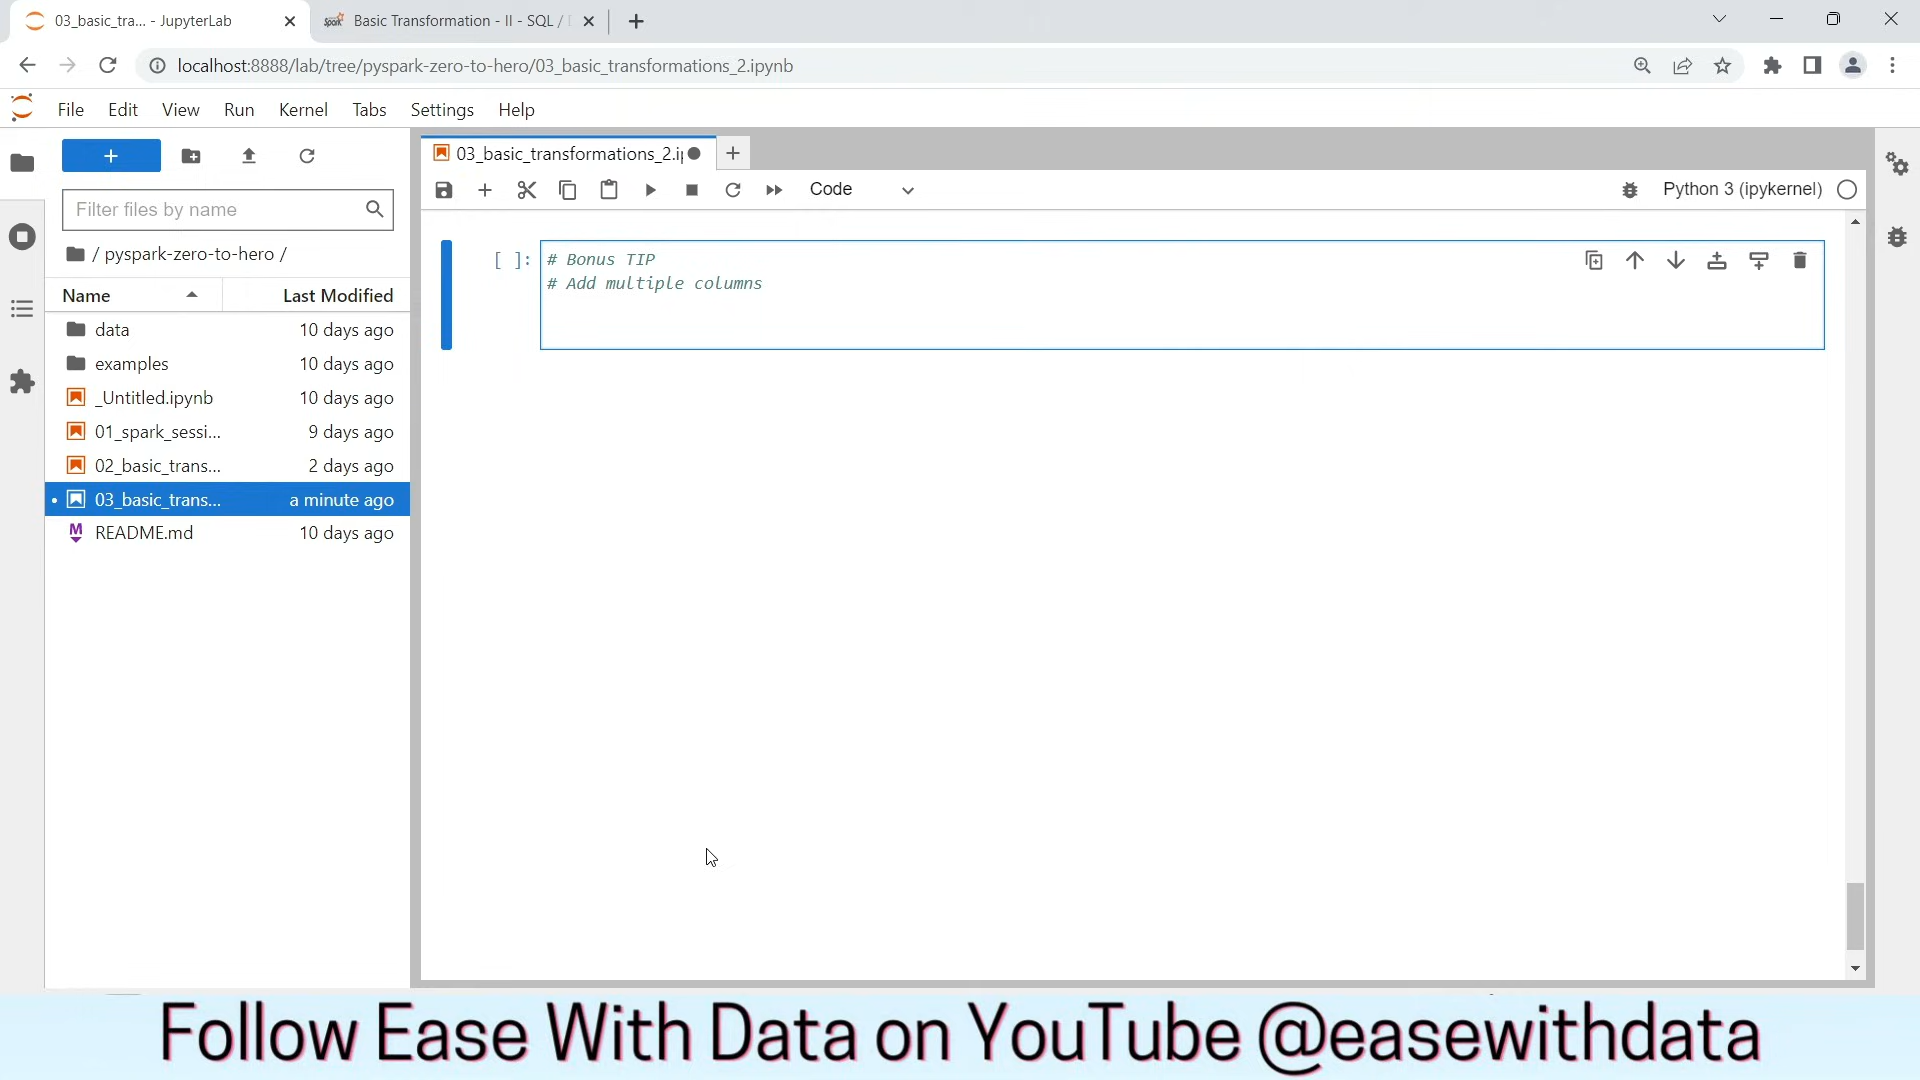 03_basic_tra... - JupyterLab
Basic Transformation - II - SQL /
localhost:8888/lab/tree/pyspark-zero-to-hero/03_basic_transformations_2.ipynb
File Edit View Run Kernel Tabs Settings Help
03_basic_transformations_2.i
Code
Python 3 (ipykernel)
Filter files by name
/ pyspark-zero-to-hero /
Name Last Modified
data 10 days ago
examples 10 days ago
_Untitled.ipynb 10 days ago
01_spark_sessi... 9 days ago
02_basic_trans... 2 days ago
03_basic_trans... a minute ago
README.md 10 days ago
[ ]: # Bonus TIP
# Add multiple columns
Follow Ease With Data on YouTube @easewithdata